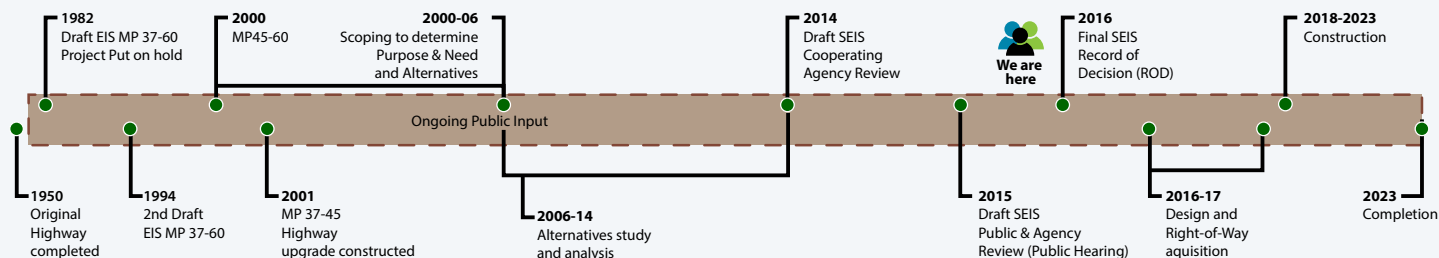 1982
Draft EIS MP 37-60
Project Put on hold
2000
MP45-60
2000-06
Scoping to determine
Purpose & Need
and Alternatives
2014
Draft SEIS
Cooperating
Agency Review
We are
here
2016
Final SEIS
Record of
Decision (ROD)
2018-2023
Construction
Ongoing Public Input
1950
Original
Highway
completed
1994
2nd Draft
EIS MP 37-60
2001
MP 37-45
Highway
upgrade constructed
2006-14
Alternatives study
and analysis
2015
Draft SEIS
Public & Agency
Review (Public Hearing)
2016-17
Design and
Right-of-Way
aquisition
2023
Completion